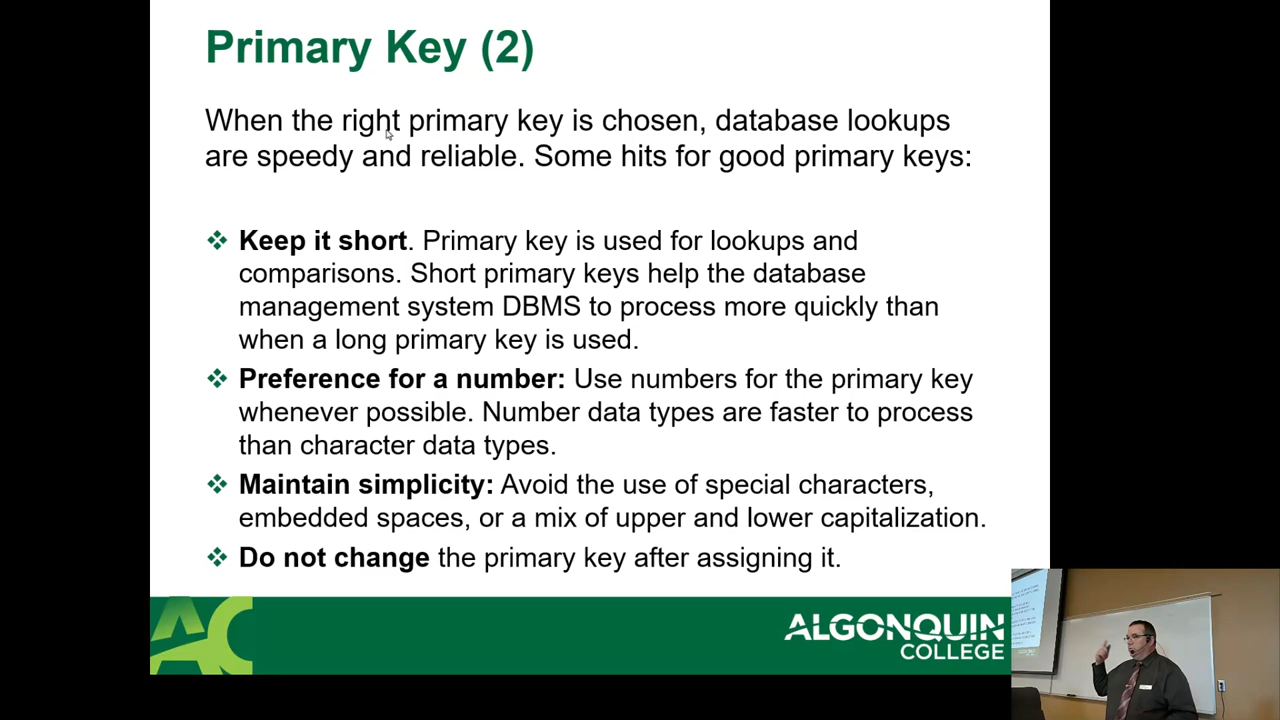 Primary Key (2)
When the right primary key is chosen, database lookups
are speedy and reliable. Some hits for good primary keys:
❖ Keep it short. Primary key is used for lookups and
comparisons. Short primary keys help the database
management system DBMS to process more quickly than
when a long primary key is used.
❖ Preference for a number: Use numbers for the primary key
whenever possible. Number data types are faster to process
than character data types.
❖ Maintain simplicity: Avoid the use of special characters,
embedded spaces, or a mix of upper and lower capitalization.
❖ Do not change the primary key after assigning it.
AC
ALGONQUIN
COLLEGE